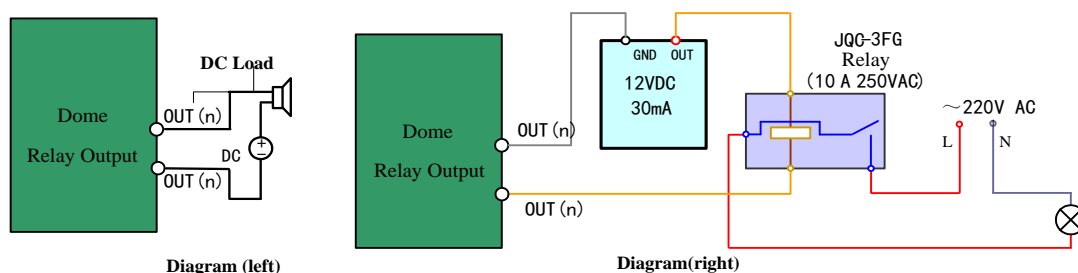 DC Load
Dome
Relay Output
OUT(n)
DC
OUT(n)
Diagram (left)
Dome
Relay Output
OUT(n)
OUT(n)
GND OUT
12VDC
30mA
JQC-3FG
Relay
(10 A 250VAC)
~220V AC
L N
Diagram(right)